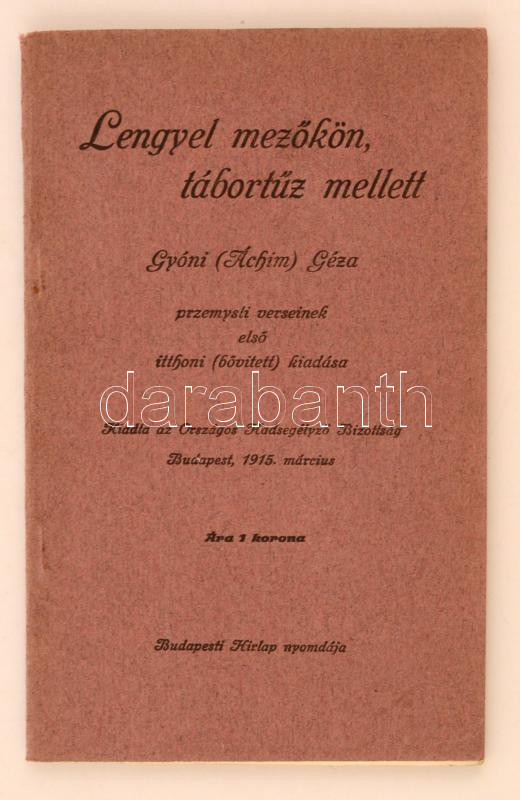 Lengyel mezőkön,
tábortűz mellett
Gyóni (Áchim) Géza
przemysli verseinek
első
itthoni (bővitett) kiadása
darabanth
Kiadta az Országos Hadsegélyző Bizottság
Budapest, 1915. március
Ára 1 korona
Budapesti Hirlap nyomdája